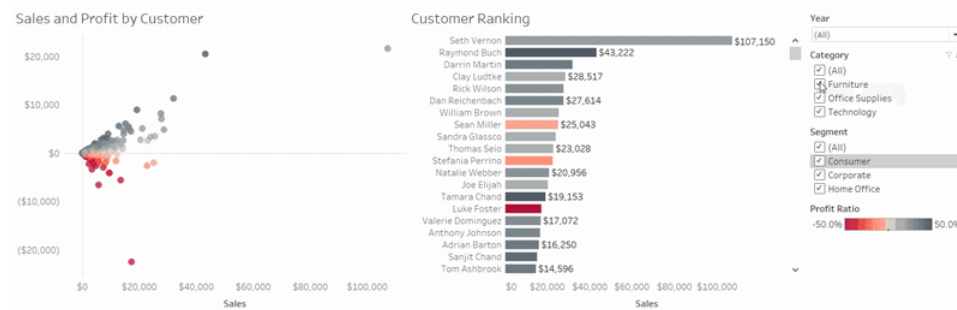 Sales and Profit by Customer
$20,000
$10,000
$0
($10,000)
($20,000)
$0 $20,000 $40,000 $60,000 $80,000 $100,000
Sales
Customer Ranking
Seth Vernon $107,150
Raymond Buch $43,222
Darrin Martin
Clay Ludtke $28,517
Rick Wilson
Dan Reichenbach $27,614
William Brown
Sean Miller $25,043
Sandra Glassco
Thomas Seio $23,028
Stefania Perrino
Natalie Webber $20,956
Joe Elijah
Tamara Chand $19,153
Luke Foster
Valerie Dominguez $17,072
Anthony Johnson
Adrian Barton $16,250
Sanjit Chand
Tom Ashbrook $14,596
$0 $20,000 $40,000 $60,000 $80,000 $100,000
Sales
Year
(All)
Category
(All)
Furniture
Office Supplies
Technology
Segment
(All)
Consumer
Corporate
Home Office
Profit Ratio
-50.0% 50.0%